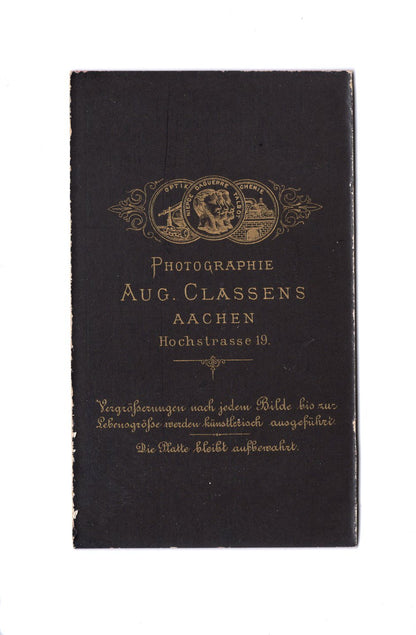 OPTIK
NIEPCE DAGUERRE TALBOT
CHEMIE
PHOTOGRAPHIE
AUG. CLASSENS
AACHEN
Hochstrasse 19.
Vergrößerungen nach jedem Bilde bis zur
Lebensgröße werden künstlerisch ausgeführt.
Die Platte bleibt aufbewahrt.